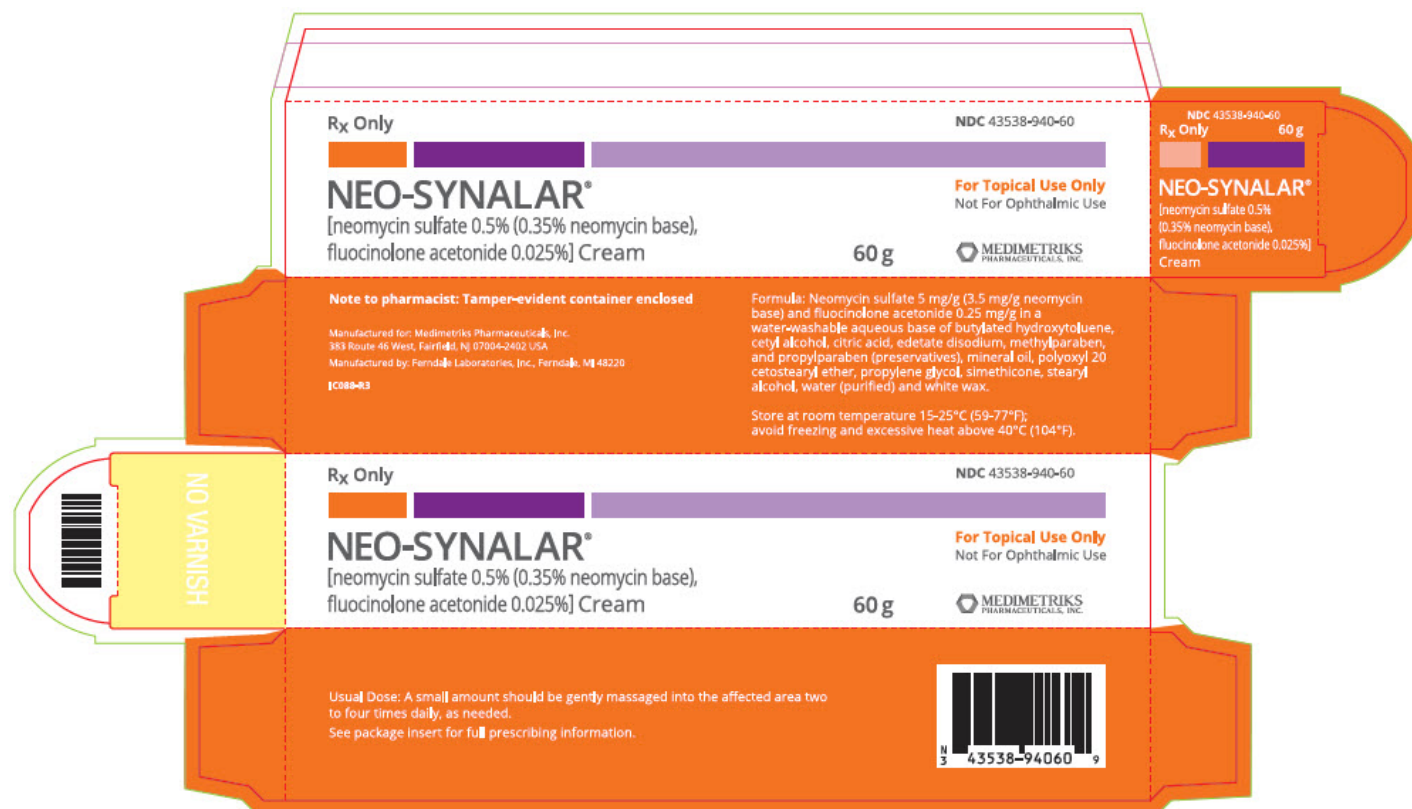 Rx Only
NDC 43538-940-60
NEO-SYNALAR®
[neomycin sulfate 0.5% (0.35% neomycin base),
fluocinolone acetonide 0.025%] Cream
60 g
For Topical Use Only
Not For Ophthalmic Use
MEDIMETRIKS
PHARMACEUTICALS, INC.
NDC 43538-940-60
Rx Only 60 g
NEO-SYNALAR®
[neomycin sulfate 0.5%
(0.35% neomycin base),
fluocinolone acetonide 0.025%]
Cream
Note to pharmacist: Tamper-evident container enclosed
Manufactured for: Medimetriks Pharmaceuticals, Inc.
383 Route 46 West, Fairfield, NJ 07004-2402 USA
Manufactured by: Ferndale Laboratories, Inc., Ferndale, MI 48220
IC088-R3
Formula: Neomycin sulfate 5 mg/g (3.5 mg/g neomycin
base) and fluocinolone acetonide 0.25 mg/g in a
water-washable aqueous base of butylated hydroxytoluene,
cetyl alcohol, citric acid, edetate disodium, methylparaben,
and propylparaben (preservatives), mineral oil, polyoxyl 20
cetostearyl ether, propylene glycol, simethicone, stearyl
alcohol, water (purified) and white wax.
Store at room temperature 15-25°C (59-77°F);
avoid freezing and excessive heat above 40°C (104°F).
NO VARNISH
Rx Only
NDC 43538-940-60
NEO-SYNALAR®
[neomycin sulfate 0.5% (0.35% neomycin base),
fluocinolone acetonide 0.025%] Cream
60 g
For Topical Use Only
Not For Ophthalmic Use
MEDIMETRIKS
PHARMACEUTICALS, INC.
Usual Dose: A small amount should be gently massaged into the affected area two
to four times daily, as needed.
See package insert for full prescribing information.
N
3 43538-94060 9